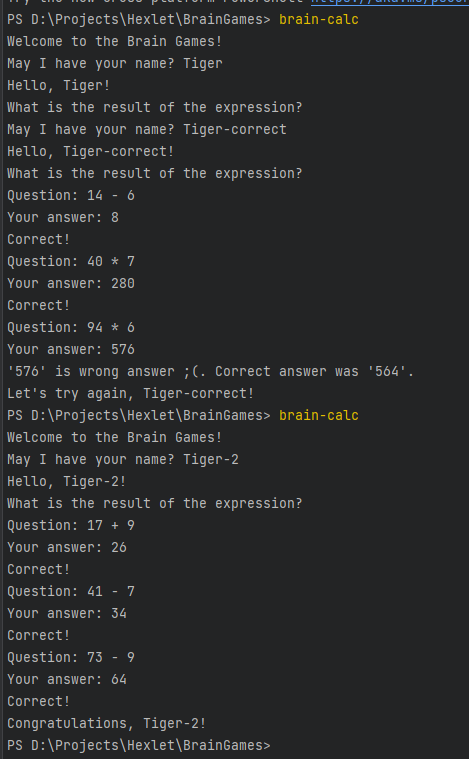 PS D:\Projects\Hexlet\BrainGames> brain-calc
Welcome to the Brain Games!
May I have your name? Tiger
Hello, Tiger!
What is the result of the expression?
May I have your name? Tiger-correct
Hello, Tiger-correct!
What is the result of the expression?
Question: 14 - 6
Your answer: 8
Correct!
Question: 40 * 7
Your answer: 280
Correct!
Question: 94 * 6
Your answer: 576
'576' is wrong answer ;(. Correct answer was '564'.
Let's try again, Tiger-correct!
PS D:\Projects\Hexlet\BrainGames> brain-calc
Welcome to the Brain Games!
May I have your name? Tiger-2
Hello, Tiger-2!
What is the result of the expression?
Question: 17 + 9
Your answer: 26
Correct!
Question: 41 - 7
Your answer: 34
Correct!
Question: 73 - 9
Your answer: 64
Correct!
Congratulations, Tiger-2!
PS D:\Projects\Hexlet\BrainGames>